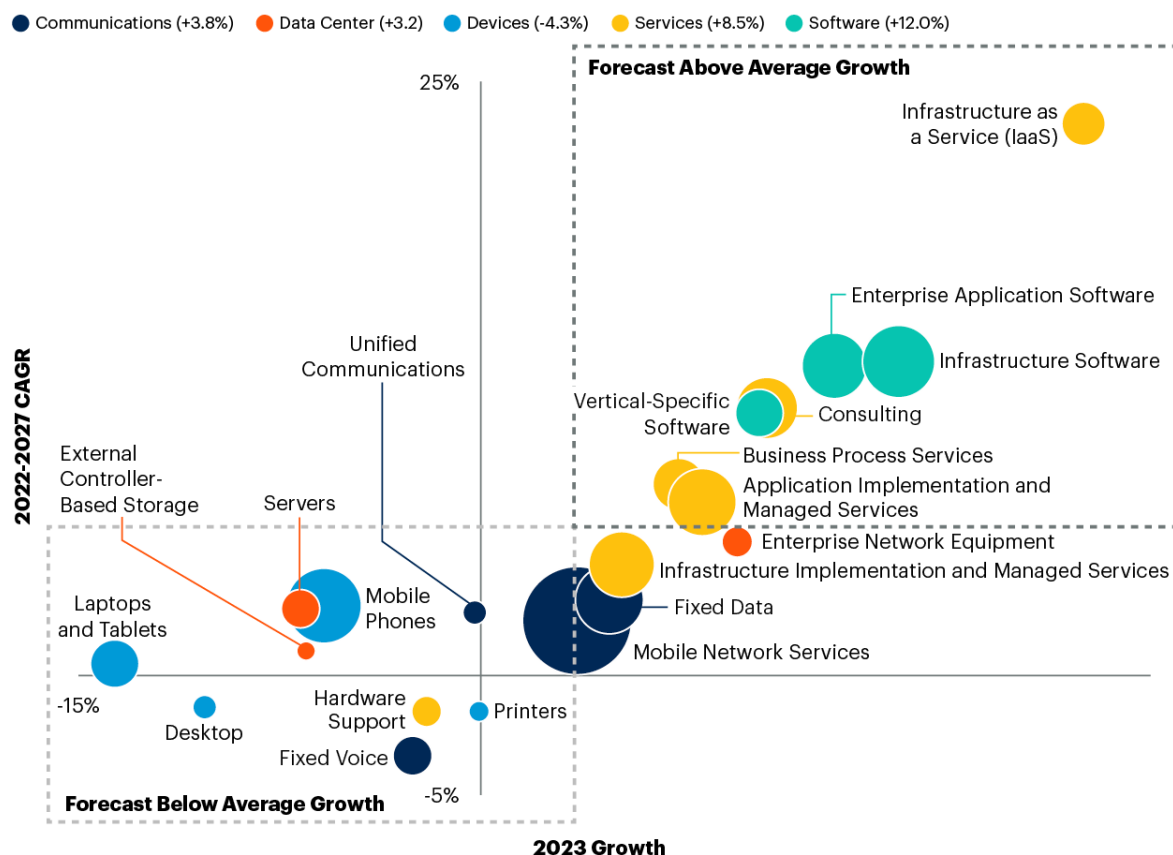 Communications (+3.8%) Data Center (+3.2) Devices (-4.3%) Services (+8.5%) Software (+12.0%)
Forecast Above Average Growth
25%
Infrastructure as
a Service (IaaS)
Enterprise Application Software
Infrastructure Software
Unified
Communications
Vertical-Specific
Software
Consulting
2022-2027 CAGR
External
Controller-
Based Storage
Servers
Business Process Services
Application Implementation and
Managed Services
Enterprise Network Equipment
Infrastructure Implementation and Managed Services
Laptops
and Tablets
Mobile
Phones
Fixed Data
Mobile Network Services
-15%
Desktop
Hardware
Support
Printers
Fixed Voice
Forecast Below Average Growth
-5%
2023 Growth